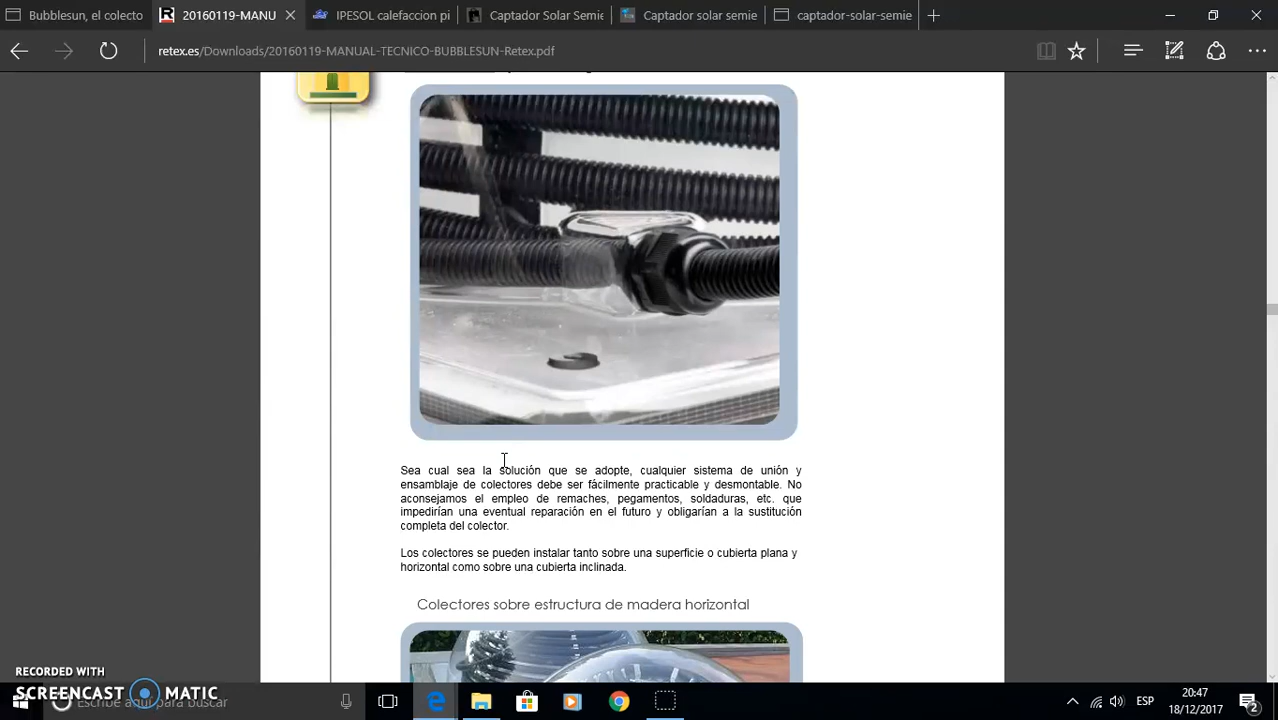 Bubblesun, el colecto
20160119-MANU
IPESOL calefaccion pi
Captador Solar Semie
Captador solar semie
captador-solar-semie
retex.es/Downloads/20160119-MANUAL-TECNICO-BUBBLESUN-Retex.pdf
Sea cual sea la solución que se adopte, cualquier sistema de unión y
ensamblaje de colectores debe ser fácilmente practicable y desmontable. No
aconsejamos el empleo de remaches, pegamentos, soldaduras, etc. que
impedirían una eventual reparación en el futuro y obligarían a la sustitución
completa del colector.
Los colectores se pueden instalar tanto sobre una superficie o cubierta plana y
horizontal como sobre una cubierta inclinada.
Colectores sobre estructura de madera horizontal
RECORDED WITH
SCREENCAST MATIC
Escribe aquí para buscar
ESP
20:47
18/12/2017
2